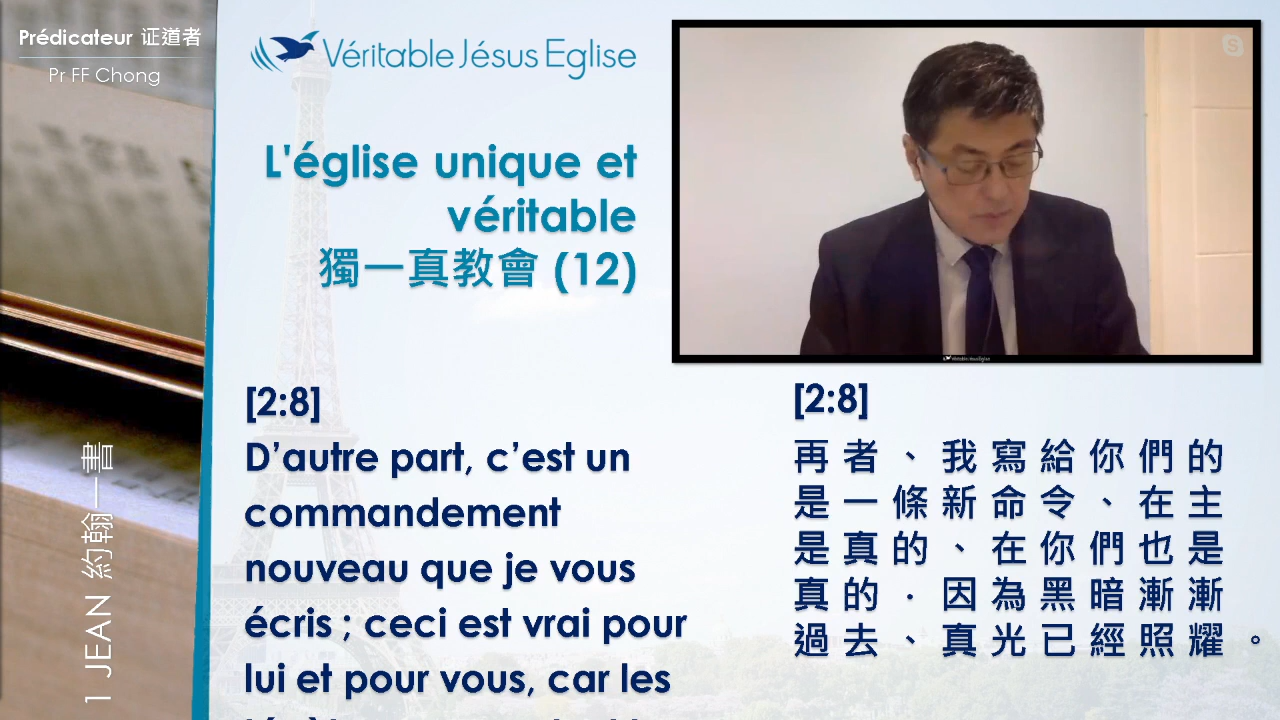 Prédicateur 证道者
Pr FF Chong
Véritable Jésus Eglise
L'église unique et
véritable
獨一真教會 (12)
[2:8]
D’autre part, c’est un
commandement
nouveau que je vous
écris ; ceci est vrai pour
lui et pour vous, car les
[2:8]
再者、我寫給你們的
是一條新命令、在主
是真的、在你們也是
真的．因為黑暗漸漸
過去、真光已經照耀。
1 JEAN 約翰一書
Véritable Jésus Eglise